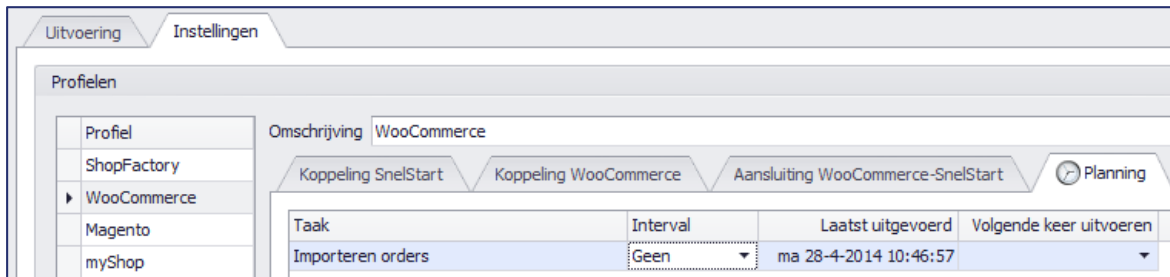 Uitvoering Instellingen
Profielen
Profiel
ShopFactory
WooCommerce
Magento
myShop
Omschrijving WooCommerce
Koppeling SnelStart Koppeling WooCommerce Aansluiting WooCommerce-SnelStart Planning
Taak Interval Laatst uitgevoerd Volgende keer uitvoeren
Importeren orders Geen ma 28-4-2014 10:46:57